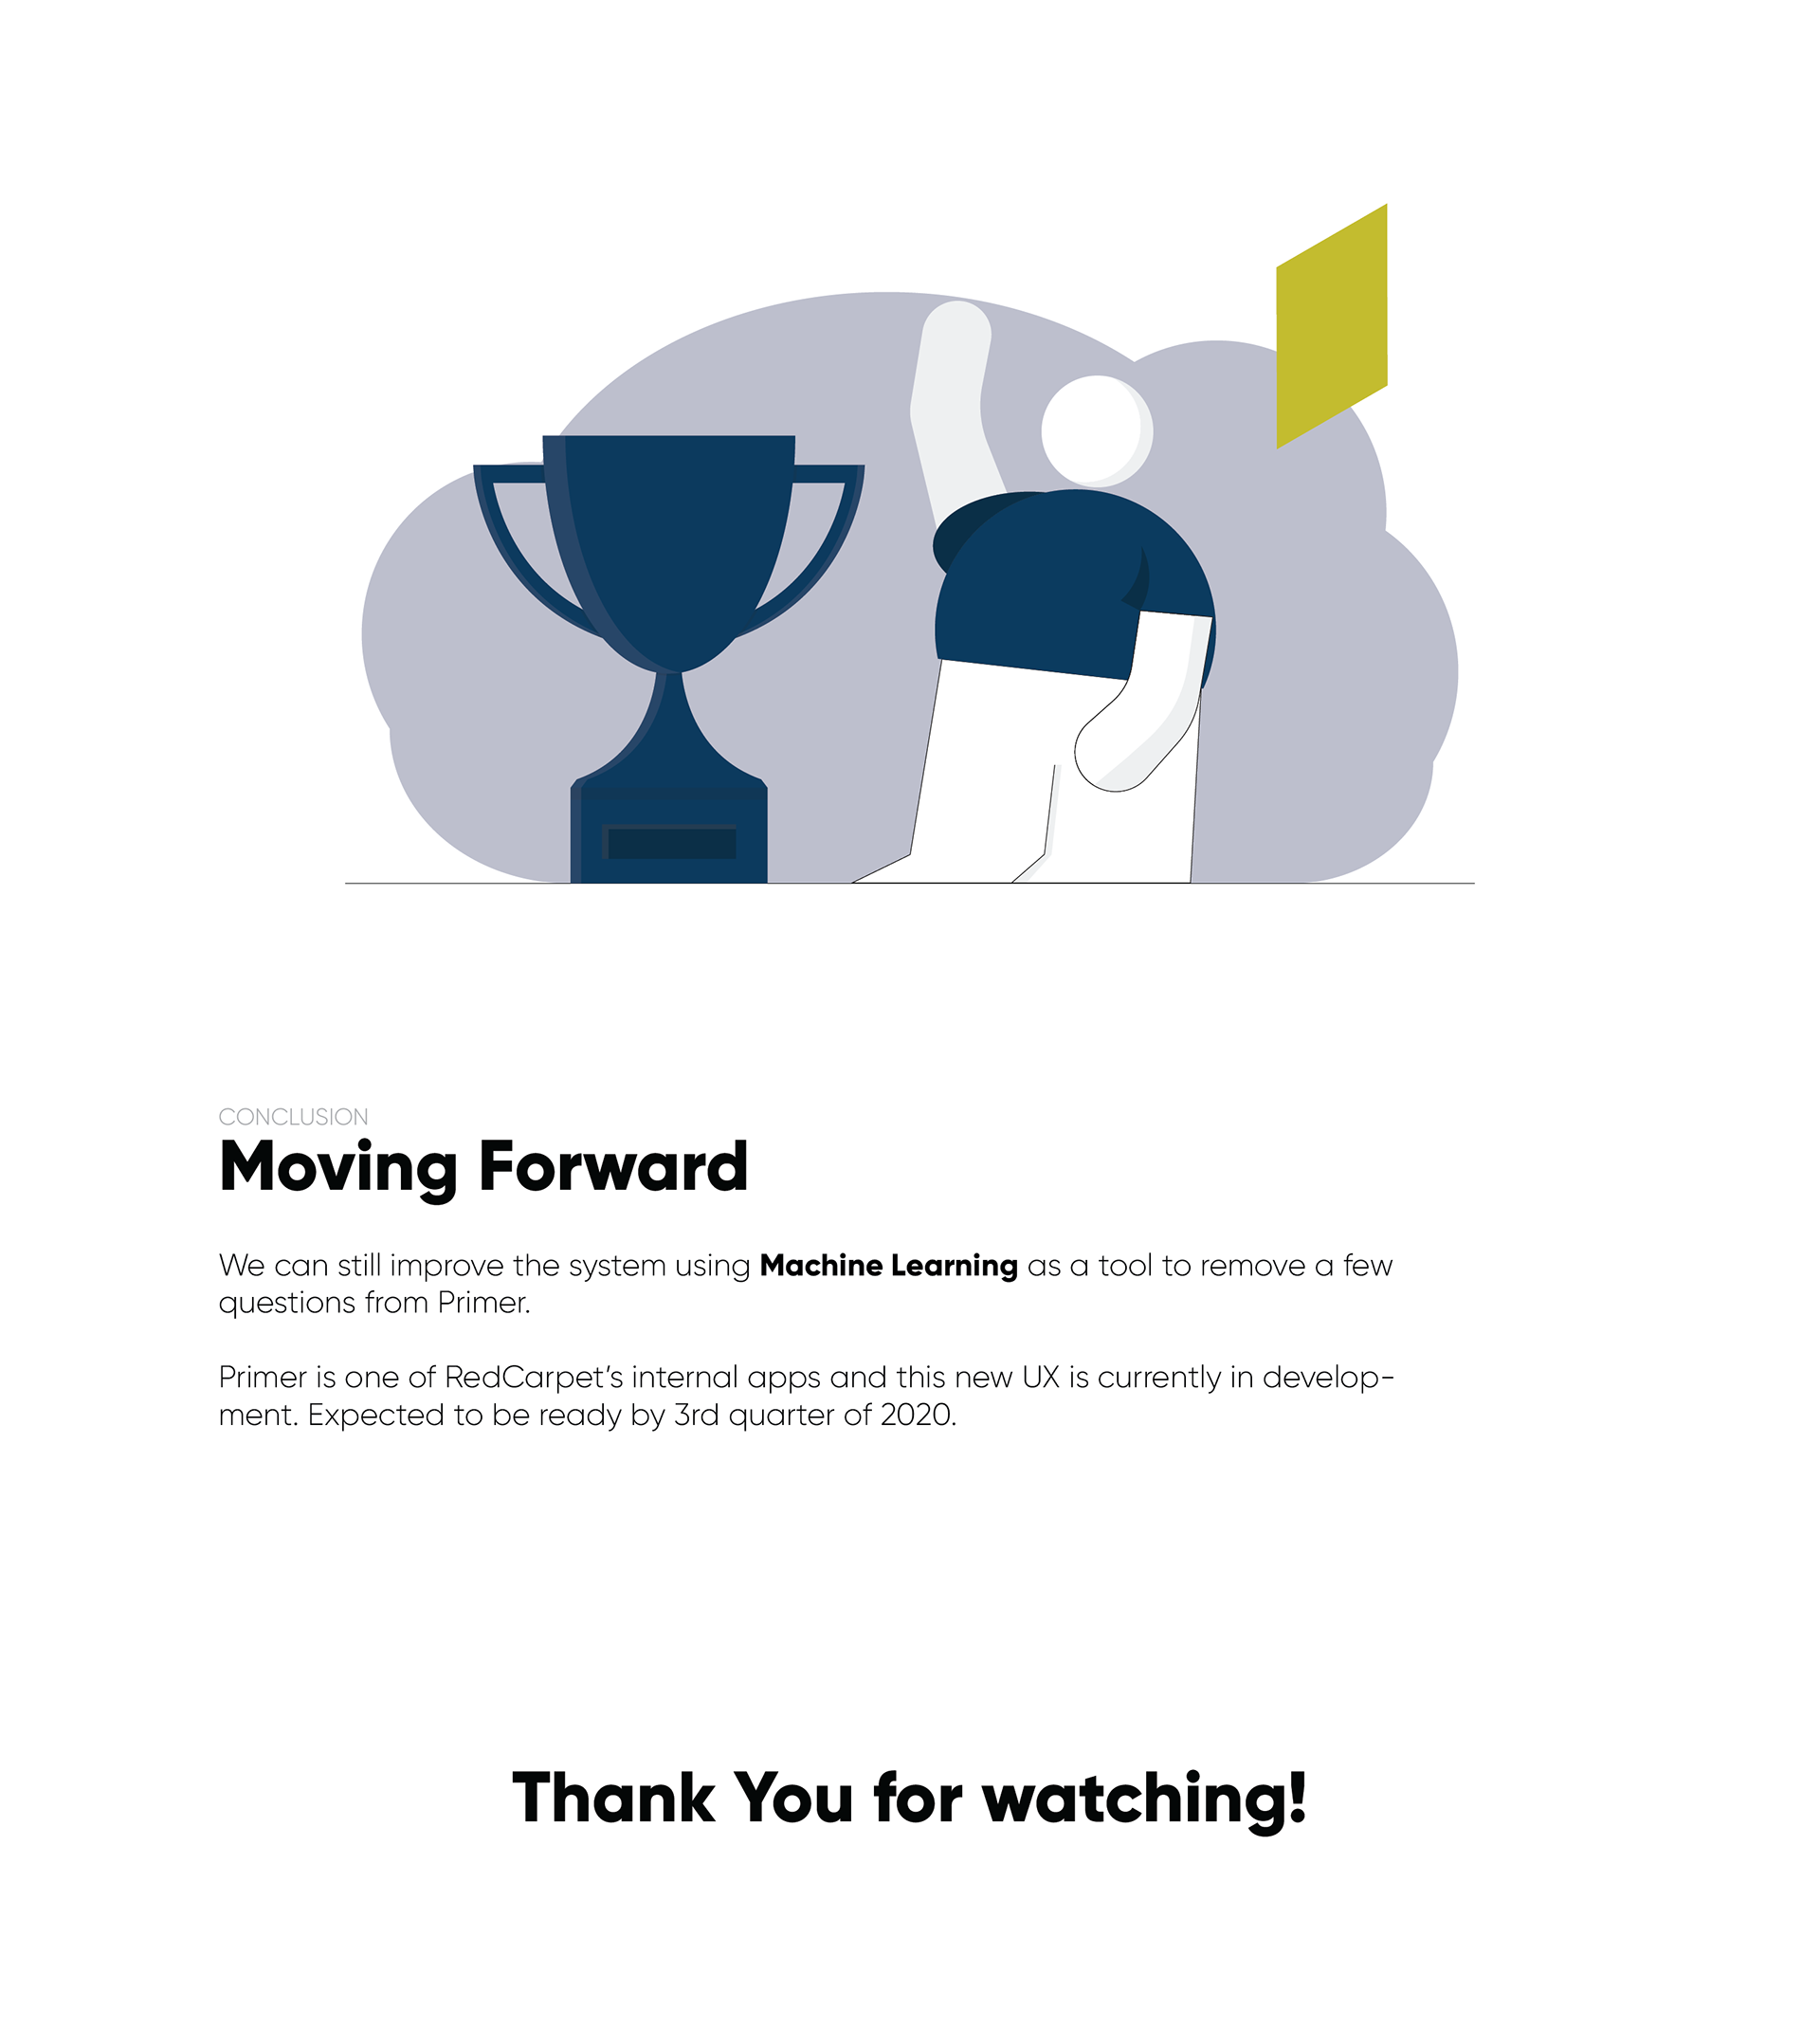 CONCLUSION
Moving Forward
We can still improve the system using Machine Learning as a tool to remove a few
questions from Primer.
Primer is one of RedCarpet's internal apps and this new UX is currently in develop-
ment. Expected to be ready by 3rd quarter of 2020.
Thank You for watching!